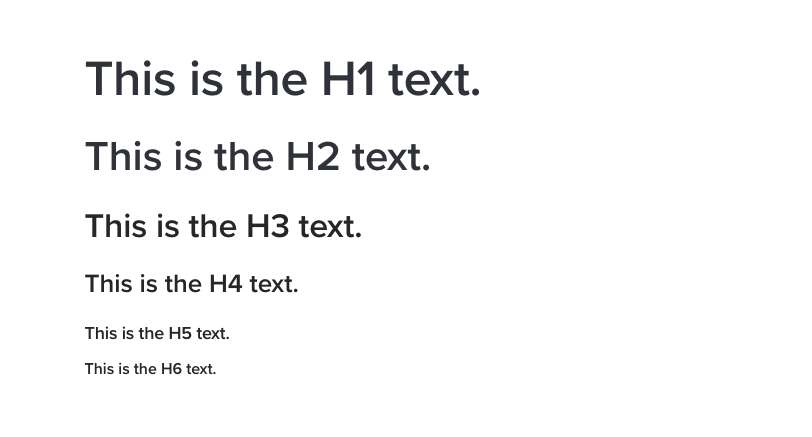 This is the H1 text.
This is the H2 text.
This is the H3 text.
This is the H4 text.
This is the H5 text.
This is the H6 text.